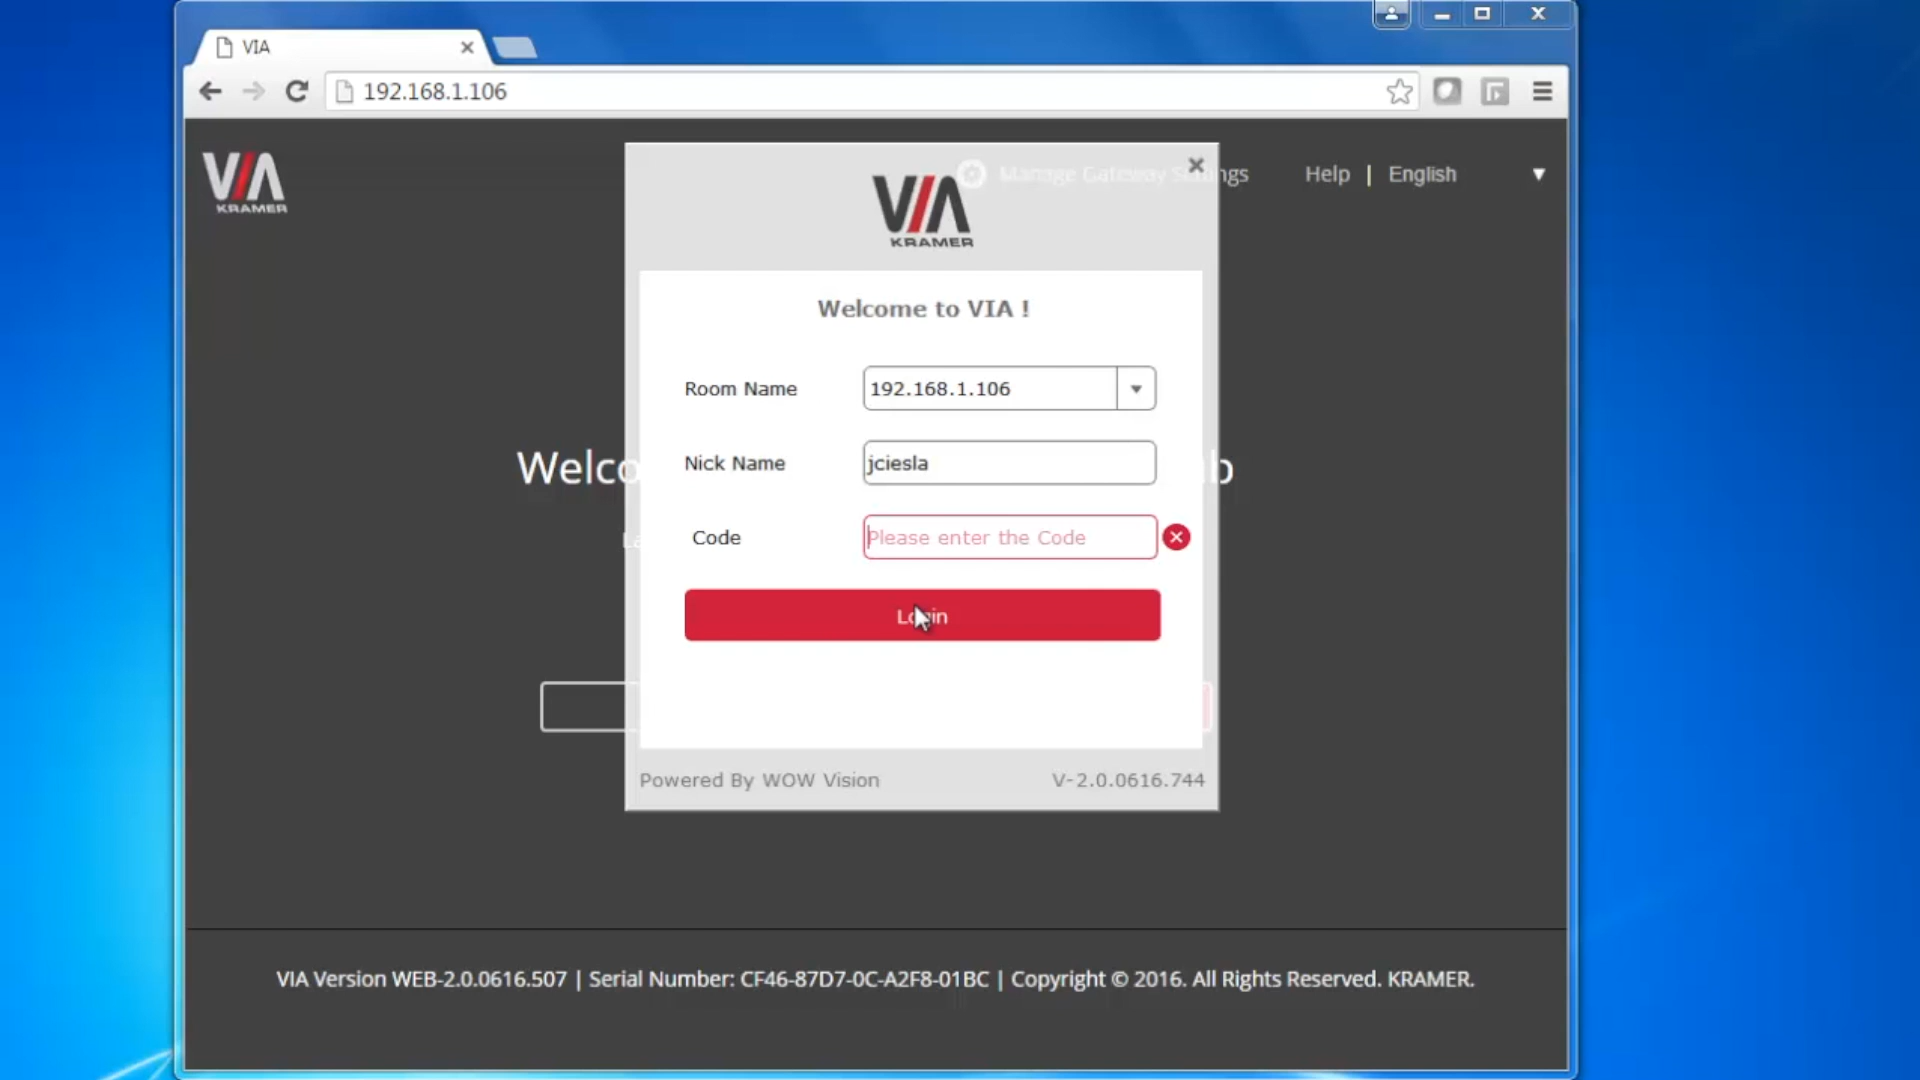 VIA
192.168.1.106
VIA
KRAMER
Manage Gateway Settings
Help | English
VIA
KRAMER
Welcome to VIA !
Room Name
192.168.1.106
Nick Name
jciesla
Code
Please enter the Code
Login
Powered By WOW Vision
V-2.0.0616.744
VIA Version WEB-2.0.0616.507 | Serial Number: CF46-87D7-0C-A2F8-01BC | Copyright © 2016. All Rights Reserved. KRAMER.